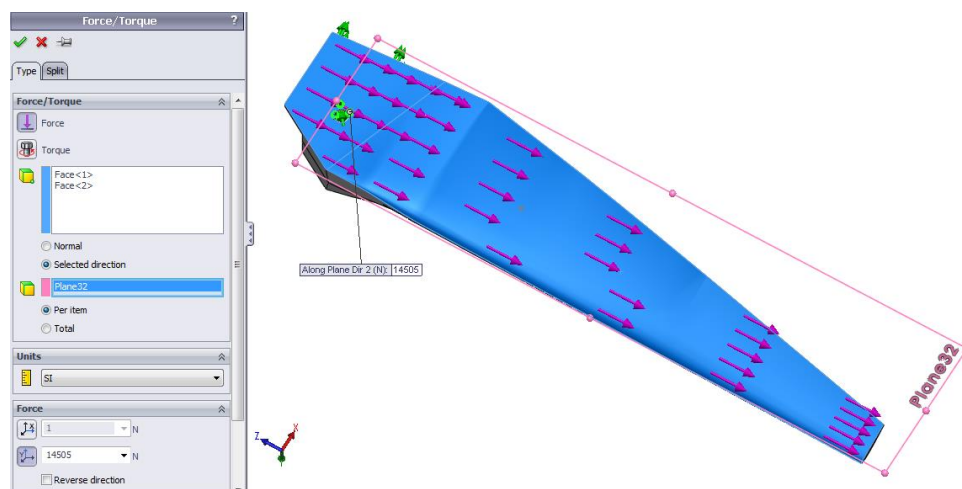 Force/Torque ?
Type Split
Force/Torque
Force
Torque
Face<1>
Face<2>
Normal
Selected direction
Plane32
Per item
Total
Units
SI
Force
1 N
14505 N
Reverse direction
Along Plane Dir 2 (N): 14505
Plane32
Z
X